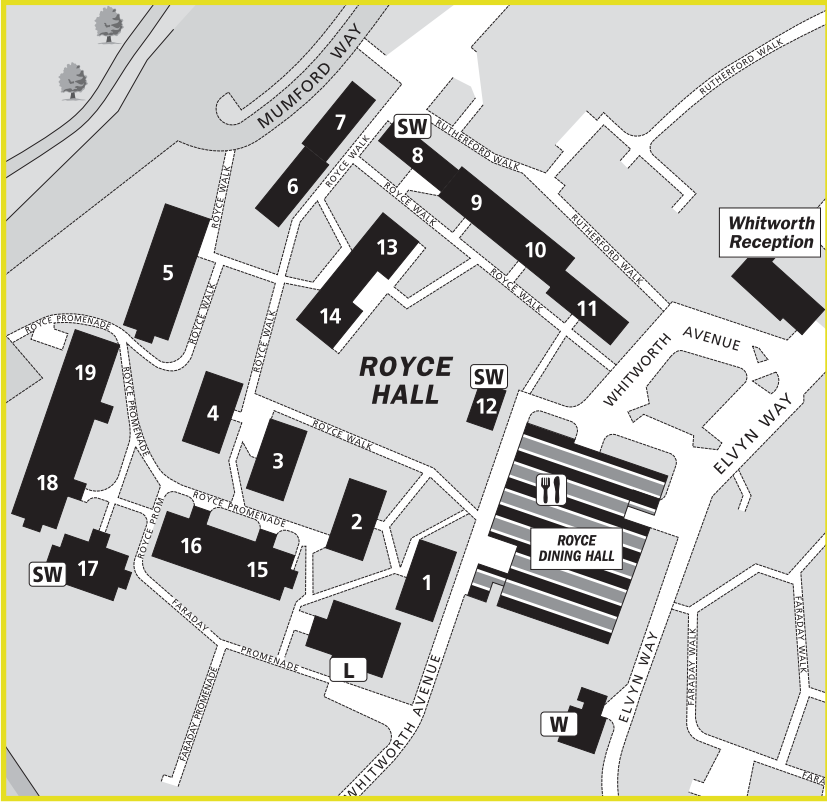 MUMFORD WAY
RUTHERFORD WALK
7
SW
8
RUTHERFORD WALK
ROYCE WALK
ROYCE WALK
6
9
ROYCE WALK
RUTHERFORD WALK
Whitworth
Reception
13
10
5
ROYCE WALK
11
14
ROYCE WALK
ROYCE PROMENADE
ROYCE WALK
WHITWORTH AVENUE
ROYCE
HALL
19
SW
12
4
ROYCE PROMENADE
ELVYN WAY
ROYCE WALK
3
18
ROYCE PROMENADE
2
ROYCE PROM
16
ROYCE
DINING HALL
15
17
SW
1
FARADAY PROMENADE
FARADAY WALK
FARADAY WALK
L
ELVYN WAY
FARADAY PROMENADE
WHITWORTH AVENUE
W
FARA